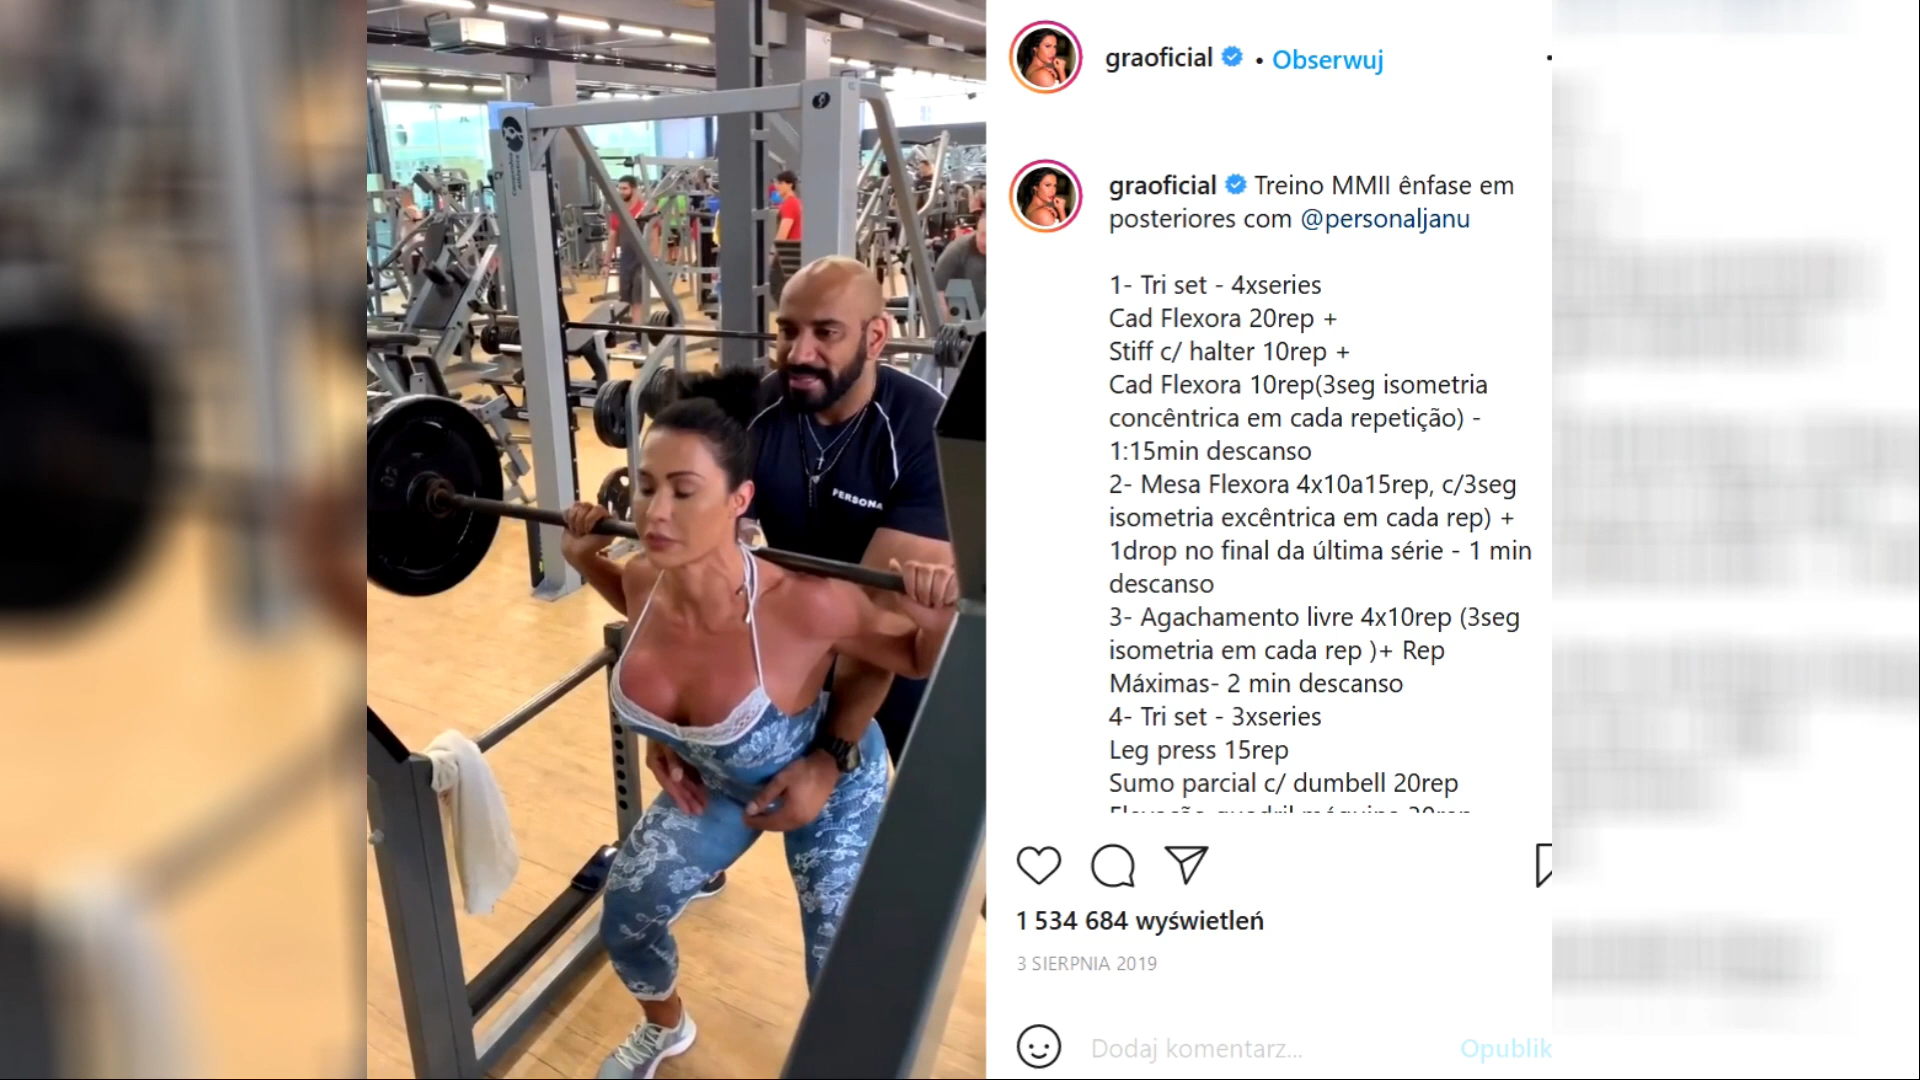 graoficial • Obserwuj
graoficial Treino MMII ênfase em
posteriores com @personaljanu
1- Tri set - 4xseries
Cad Flexora 20rep +
Stiff c/ halter 10rep +
Cad Flexora 10rep(3seg isometria
concêntrica em cada repetição) -
1:15min descanso
2- Mesa Flexora 4x10a15rep, c/3seg
isometria excêntrica em cada rep) +
1drop no final da última série - 1 min
descanso
3- Agachamento livre 4x10rep (3seg
isometria em cada rep )+ Rep
Máximas- 2 min descanso
4- Tri set - 3xseries
Leg press 15rep
Sumo parcial c/ dumbell 20rep
1 534 684 wyświetleń
3 SIERPNIA 2019
Dodaj komentarz...
Opublik
PERSONA